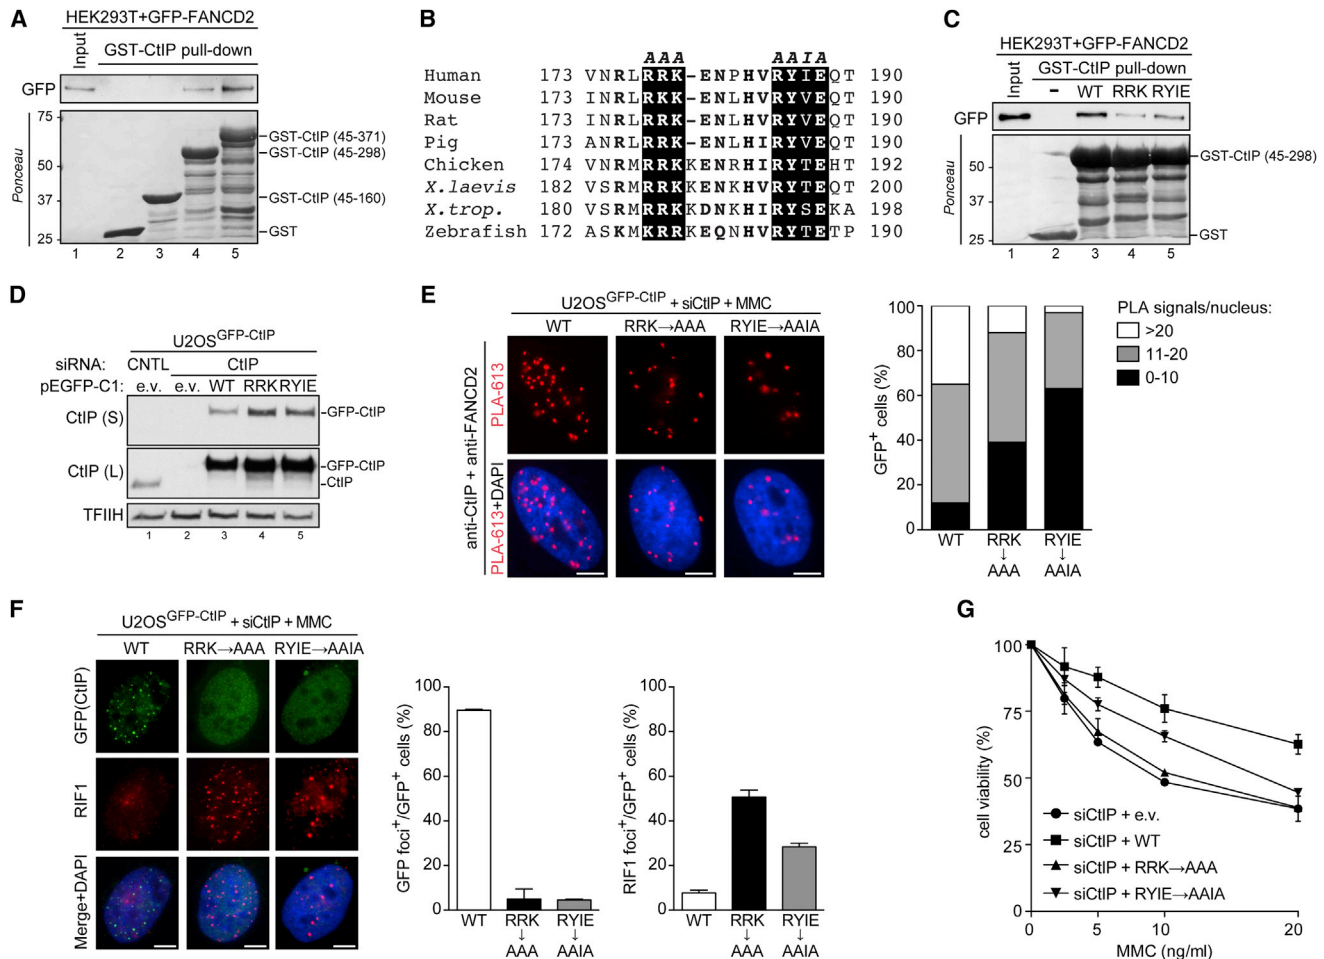 A
HEK293T+GFP-FANCD2
Input
GST-CtIP pull-down
GFP
Ponceau
75
50
37
25
GST-CtIP (45-371)
GST-CtIP (45-298)
GST-CtIP (45-160)
GST
1 2 3 4 5
B
AAA AAIA
Human 173 VNRLRRK-ENPHVRYIEQT 190
Mouse 173 INRLRKK-ENLHVRYVEQT 190
Rat 173 INRLRKK-ENLHVRYVEQT 190
Pig 173 ANRLRRK-ENLHVRYVEQT 190
Chicken 174 VNRMRRKKENRHIRYTEHT 192
X.laevis 182 VSRMRRKKENKHVRYTEQT 200
X.trop. 180 VSRMRRKKDNKHIRYSEKA 198
Zebrafish 172 ASKMKRRKEQNHVRYTETP 190
C
HEK293T+GFP-FANCD2
Input
GST-CtIP pull-down
– WT RRK RYIE
GFP
Ponceau
50
37
25
GST-CtIP (45-298)
GST
1 2 3 4 5
D
U2OS GFP-CtIP
siRNA: CNTL CtIP
pEGFP-C1: e.v. e.v. WT RRK RYIE
CtIP (S)
GFP-CtIP
CtIP (L)
GFP-CtIP
CtIP
TFIIH
1 2 3 4 5
E
U2OS GFP-CtIP + siCtIP + MMC
WT RRK→AAA RYIE→AAIA
anti-CtIP + anti-FANCD2
PLA-613
PLA-613+DAPI
GFP+ cells (%)
100
80
60
40
20
0
WT RRK↓AAA RYIE↓AAIA
PLA signals/nucleus:
>20
11-20
0-10
F
U2OS GFP-CtIP + siCtIP + MMC
WT RRK→AAA RYIE→AAIA
GFP(CtIP)
RIF1
Merge+DAPI
GFP foci+/GFP+ cells (%)
100
80
60
40
20
0
WT RRK↓AAA RYIE↓AAIA
RIF1 foci+/GFP+ cells (%)
100
80
60
40
20
0
WT RRK↓AAA RYIE↓AAIA
G
cell viability (%)
100
75
50
25
0
siCtIP + e.v.
siCtIP + WT
siCtIP + RRK→AAA
siCtIP + RYIE→AAIA
0 5 10 20
MMC (ng/ml)